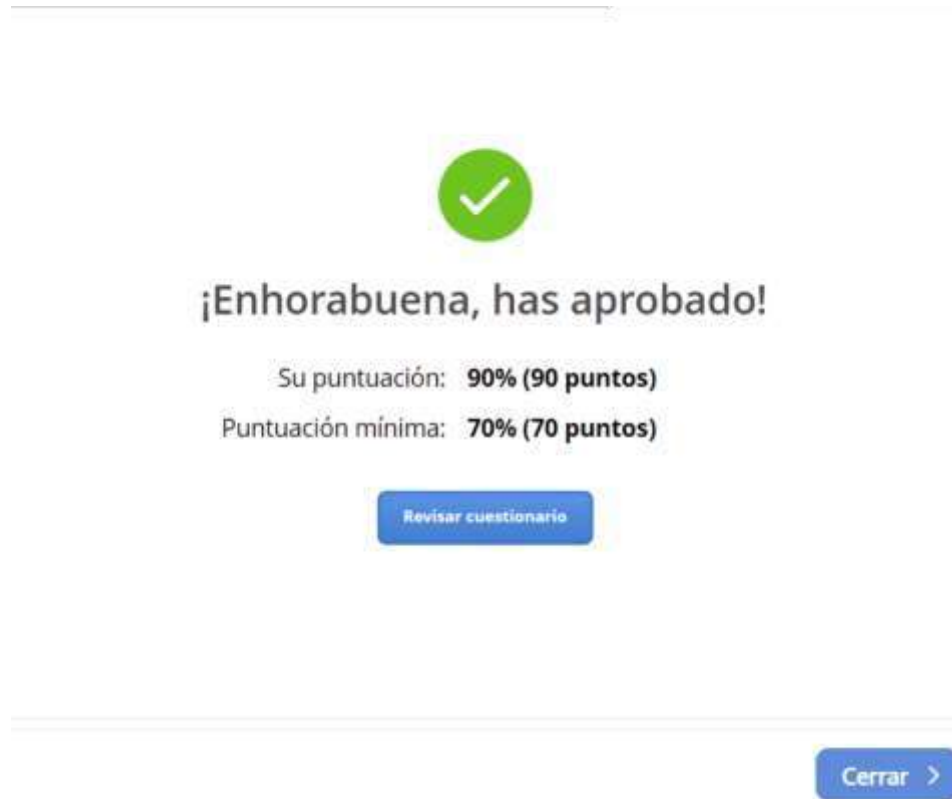 ¡Enhorabuena, has aprobado!
Su puntuación: 90% (90 puntos)
Puntuación mínima: 70% (70 puntos)
Revisar cuestionario
Cerrar